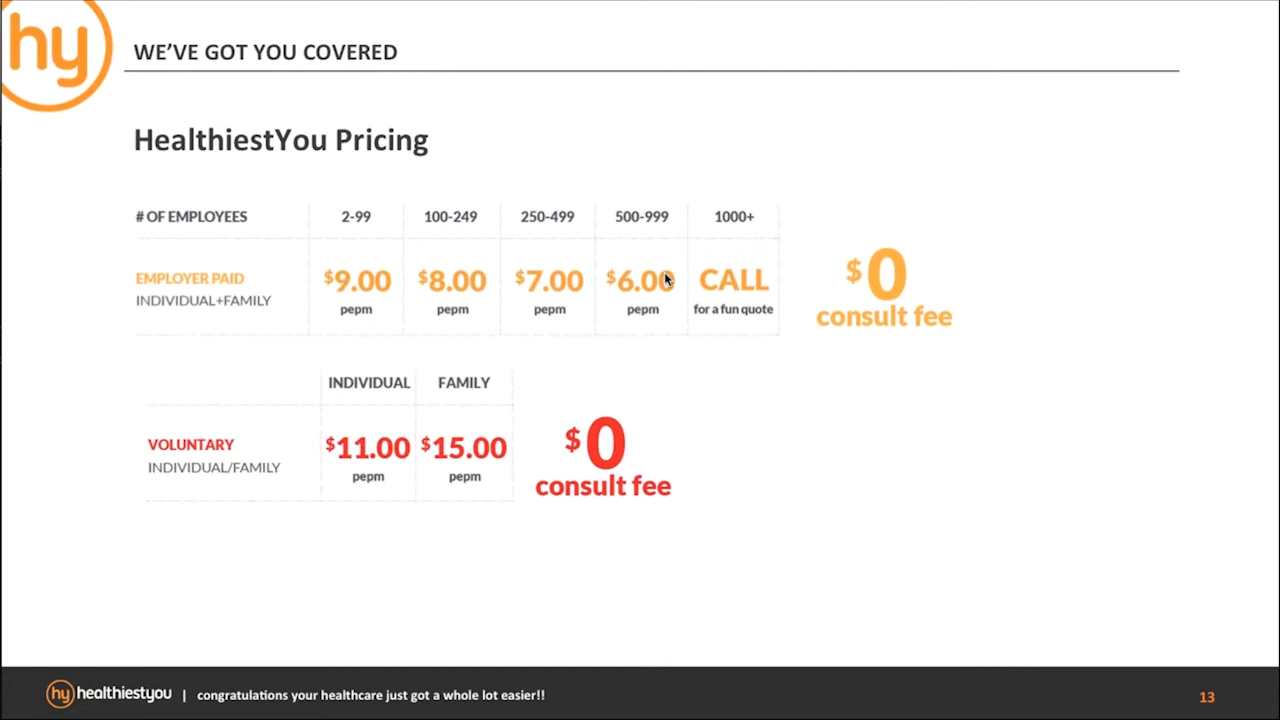 hy
WE'VE GOT YOU COVERED
HealthiestYou Pricing
# OF EMPLOYEES 2-99 100-249 250-499 500-999 1000+
EMPLOYER PAID $9.00 $8.00 $7.00 $6.00 CALL
INDIVIDUAL+FAMILY pepm pepm pepm pepm for a fun quote
$0
consult fee
INDIVIDUAL FAMILY
VOLUNTARY $11.00 $15.00
INDIVIDUAL/FAMILY pepm pepm
$0
consult fee
hy healthiestyou | congratulations your healthcare just got a whole lot easier!! 13